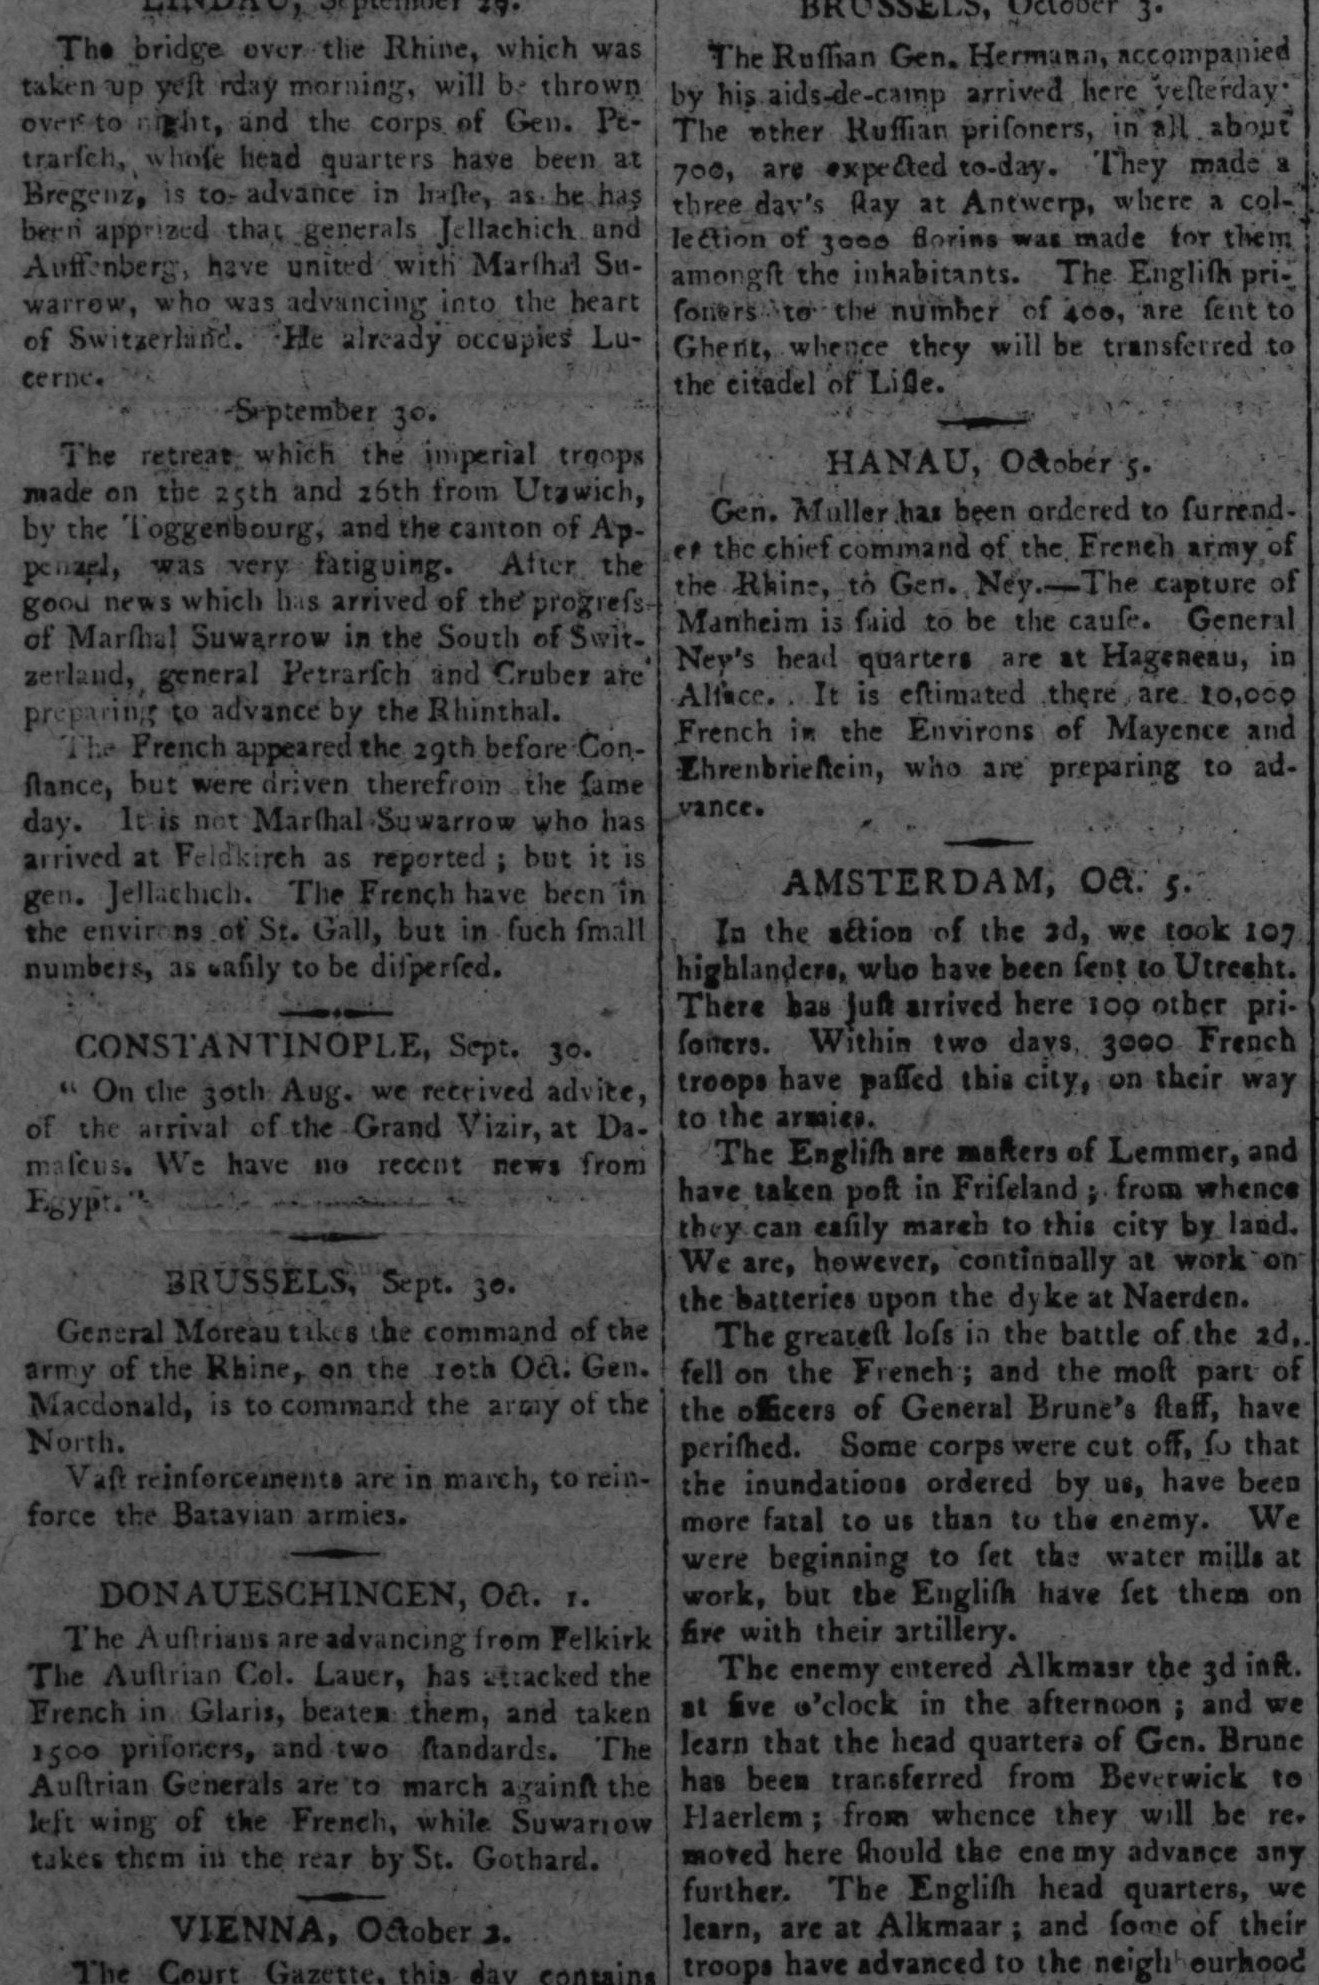 LINDAU, September 29.
The bridge over the Rhine, which was
taken up yeſt rday morning, will be thrown
over to night, and the corps of Gen. Pe-
trarſch, whoſe head quarters have been at
Bregenz, is to advance in haſte, as he has
been apprized that generals Jellachich and
Auffenberg, have united with Marſhal Su-
warrow, who was advancing into the heart
of Switzerland. He already occupies Lu-
cerne.
September 30.
The retreat which the imperial troops
made on the 25th and 26th from Utzwich,
by the Toggenbourg, and the canton of Ap-
penzel, was very fatiguing. After the
good news which has arrived of the progreſs
of Marſhal Suwarrow in the South of Swit-
zerland, general Petrarſch and Cruber are
preparing to advance by the Rhinthal.
The French appeared the 29th before Con-
ſtance, but were driven therefrom the ſame
day. It is not Marſhal Suwarrow who has
arrived at Feldkirch as reported ; but it is
gen. Jellachich. The French have been in
the environs of St. Gall, but in ſuch ſmall
numbers, as eaſily to be diſperſed.
CONSTANTINOPLE, Sept. 30.
“ On the 30th Aug. we received advice,
of the arrival of the Grand Vizir, at Da-
maſcus. We have no recent news from
Egypt.”
BRUSSELS, Sept. 30.
General Moreau takes the command of the
army of the Rhine, on the 10th Oct. Gen.
Macdonald, is to command the army of the
North.
Vaſt reinforcements are in march, to rein-
force the Batavian armies.
DONAUESCHINCEN, Oct. 1.
The Auſtrians are advancing from Felkirk
The Auſtrian Col. Lauer, has attacked the
French in Glaris, beaten them, and taken
1500 priſoners, and two ſtandards. The
Auſtrian Generals are to march againſt the
left wing of the French, while Suwarrow
takes them in the rear by St. Gothard.
VIENNA, October 2.
The Court Gazette, this day contains
BRUSSELS, October 3.
The Ruſſian Gen. Hermann, accompanied
by his aids-de-camp arrived here yeſterday.
The other Ruſſian priſoners, in all about
700, are expected to-day. They made a
three day's ſtay at Antwerp, where a col-
lection of 3000 florins was made for them
amongſt the inhabitants. The Engliſh pri-
ſoners to the number of 400, are ſent to
Ghent, whence they will be transferred to
the citadel of Liſle.
HANAU, October 5.
Gen. Muller has been ordered to ſurrend-
er the chief command of the French army of
the Rhine, to Gen. Ney.—The capture of
Manheim is ſaid to be the cauſe. General
Ney's head quarters are at Hageneau, in
Alſace. It is eſtimated there are 10,000
French in the Environs of Mayence and
Ehrenbrieſtein, who are preparing to ad-
vance.
AMSTERDAM, Oct. 5.
In the action of the 2d, we took 107
highlanders, who have been ſent to Utrecht.
There has juſt arrived here 100 other pri-
ſoners. Within two days, 3000 French
troops have paſſed this city, on their way
to the armies.
The Engliſh are maſters of Lemmer, and
have taken poſt in Friſeland ; from whence
they can eaſily march to this city by land.
We are, however, continually at work on
the batteries upon the dyke at Naerden.
The greateſt loſs in the battle of the 2d,
fell on the French ; and the moſt part of
the officers of General Brune's ſtaff, have
periſhed. Some corps were cut off, ſo that
the inundations ordered by us, have been
more fatal to us than to the enemy. We
were beginning to ſet the water mills at
work, but the Engliſh have ſet them on
fire with their artillery.
The enemy entered Alkmaar the 3d inſt.
at five o'clock in the afternoon ; and we
learn that the head quarters of Gen. Brune
has been transferred from Beverwick to
Haerlem ; from whence they will be re-
moved here ſhould the ene my advance any
further. The Engliſh head quarters, we
learn, are at Alkmaar ; and ſome of their
troops have advanced to the neighbourhood